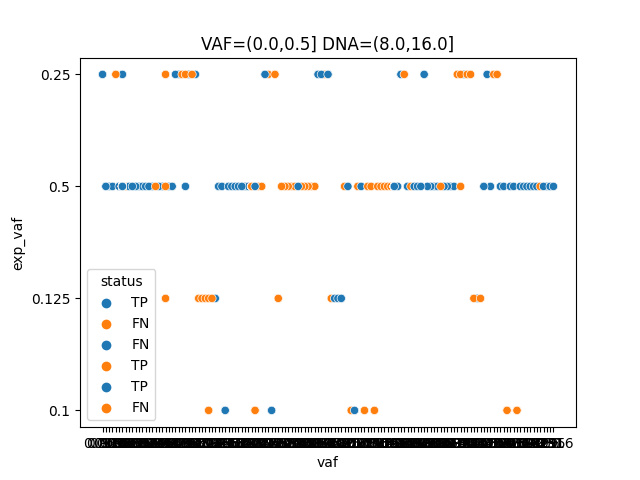 VAF=(0.0,0.5] DNA=(8.0,16.0]
0.25
0.5
0.125
0.1
exp_vaf
status
TP
FN
FN
TP
TP
FN
vaf